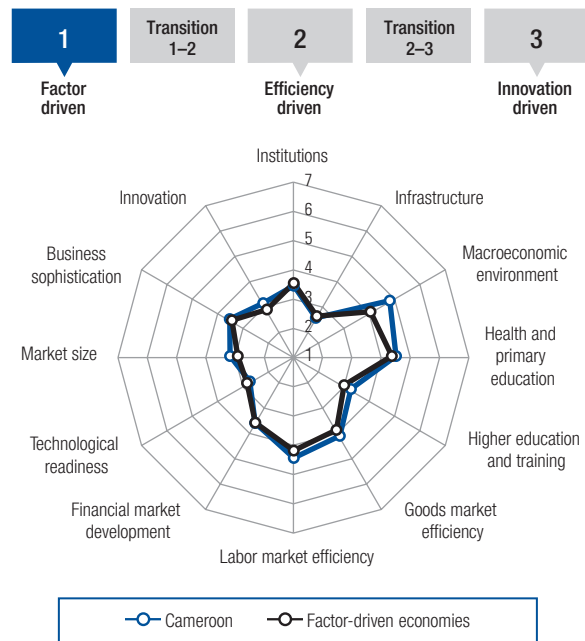 1
Transition
1–2
2
Transition
2–3
3
Factor
driven
Efficiency
driven
Innovation
driven
Institutions
7
6
5
4
3
2
1
Infrastructure
Macroeconomic
environment
Health and
primary
education
Higher education
and training
Goods market
efficiency
Labor market efficiency
Financial market
development
Technological
readiness
Market size
Business
sophistication
Innovation
Cameroon
Factor-driven economies